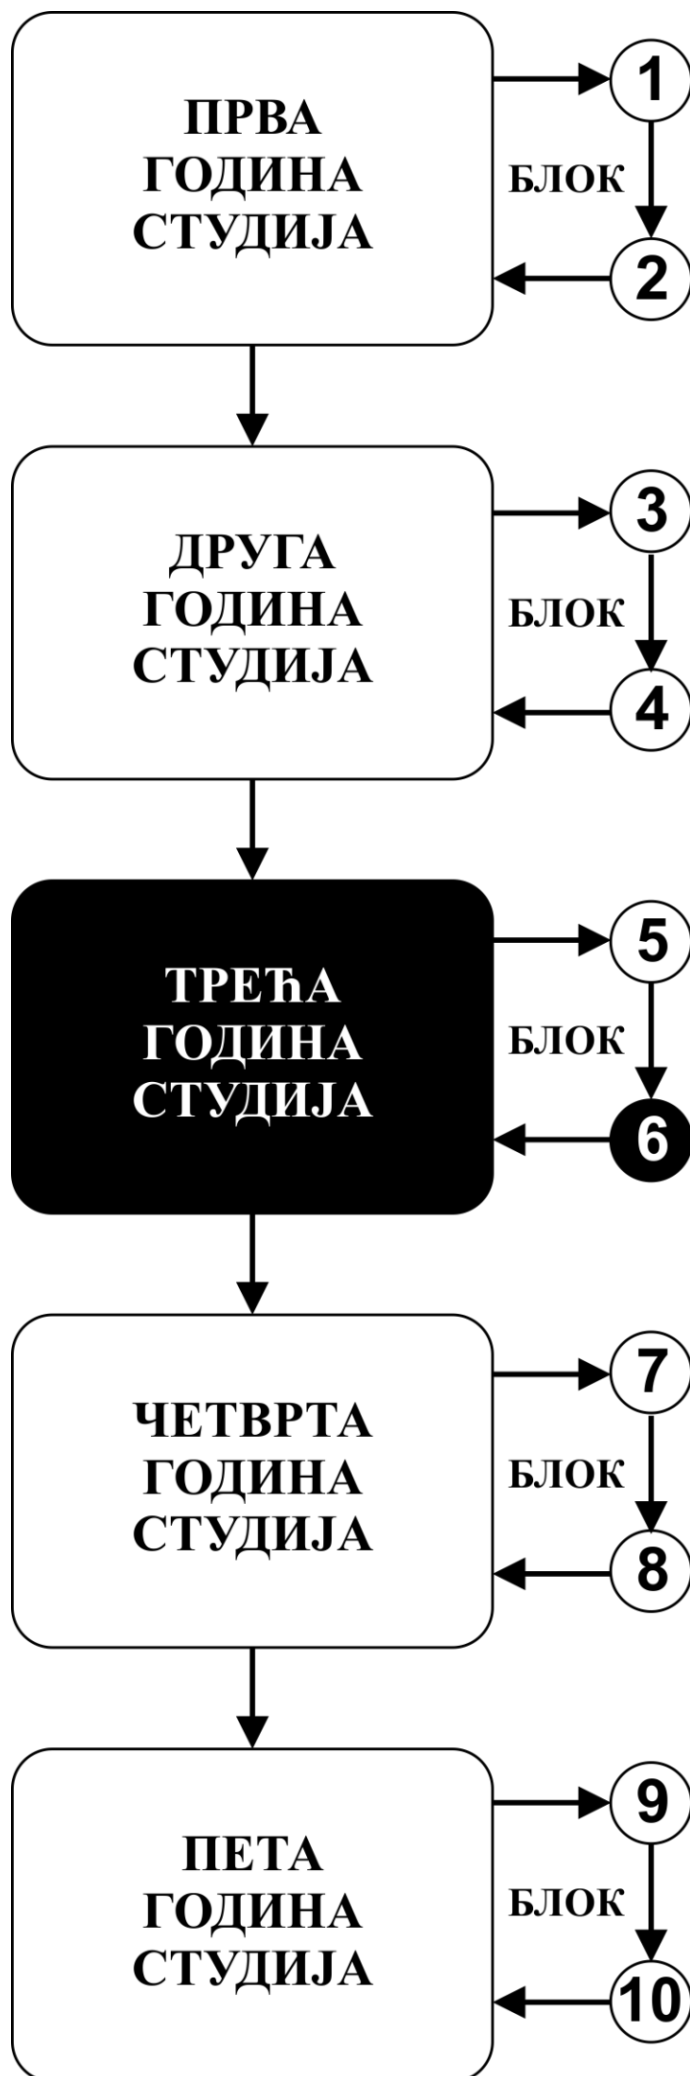 ПРВА
ГОДИНА
СТУДИЈА
1
БЛОК
2
ДРУГА
ГОДИНА
СТУДИЈА
3
БЛОК
4
ТРЕЋА
ГОДИНА
СТУДИЈА
5
БЛОК
6
ЧЕТВРТА
ГОДИНА
СТУДИЈА
7
БЛОК
8
ПЕТА
ГОДИНА
СТУДИЈА
9
БЛОК
10